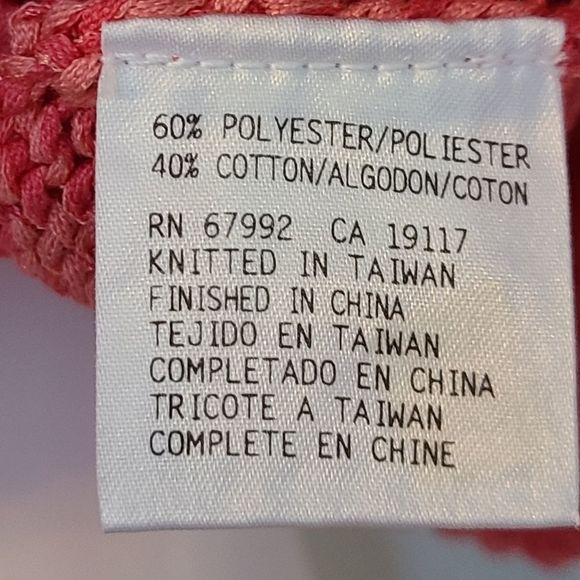 60% POLYESTER/POLIESTER
40% COTTON/ALGODON/COTON
RN 67992 CA 19117
KNITTED IN TAIWAN
FINISHED IN CHINA
TEJIDO EN TAIWAN
COMPLETADO EN CHINA
TRICOTE A TAIWAN
COMPLETE EN CHINE